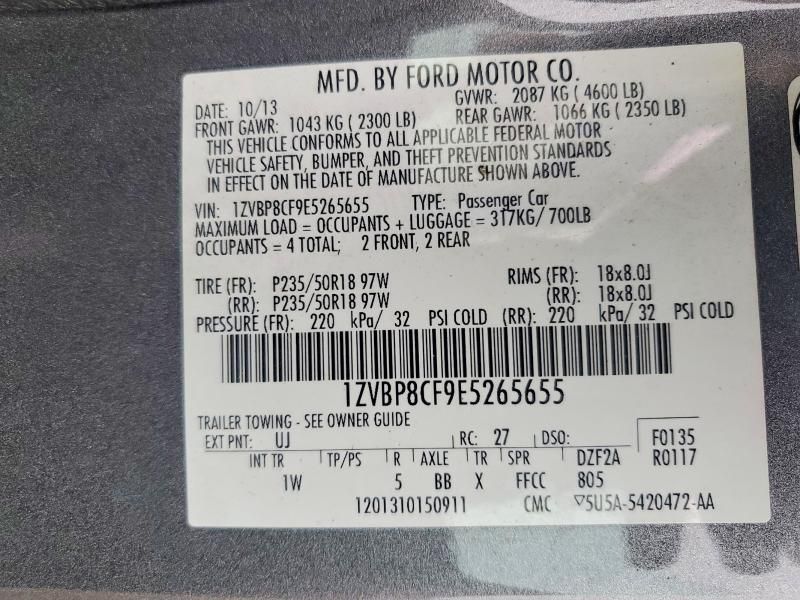 MFD. BY FORD MOTOR CO.
DATE: 10/13 GVWR: 2087 KG ( 4600 LB)
FRONT GAWR: 1043 KG ( 2300 LB) REAR GAWR: 1066 KG ( 2350 LB)
THIS VEHICLE CONFORMS TO ALL APPLICABLE FEDERAL MOTOR
VEHICLE SAFETY, BUMPER, AND THEFT PREVENTION STANDARDS
IN EFFECT ON THE DATE OF MANUFACTURE SHOWN ABOVE.
VIN: 1ZVBP8CF9E5265655 TYPE: Passenger Car
MAXIMUM LOAD = OCCUPANTS + LUGGAGE = 317KG/ 700LB
OCCUPANTS = 4 TOTAL; 2 FRONT, 2 REAR
TIRE (FR): P235/50R18 97W RIMS (FR): 18x8.0J
(RR): P235/50R18 97W (RR): 18x8.0J
PRESSURE (FR): 220 kPa/ 32 PSI COLD (RR): 220 kPa/ 32 PSI COLD
1ZVBP8CF9E5265655
TRAILER TOWING - SEE OWNER GUIDE
EXT PNT: UJ RC: 27 DSO: F0135
INT TR TP/PS R AXLE TR SPR DZF2A R0117
1W 5 BB X FFCC 805
1201310150911 CMC ▽5U5A-5420472-AA